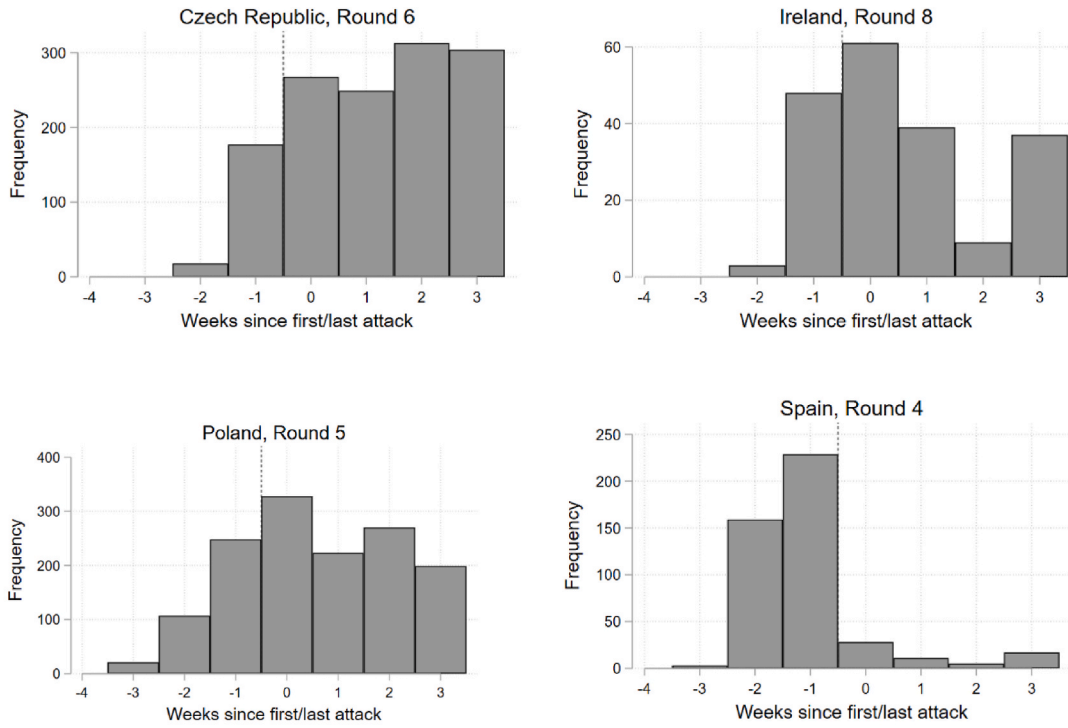 Czech Republic, Round 6
Frequency
300
200
100
0
-4 -3 -2 -1 0 1 2 3
Weeks since first/last attack
Ireland, Round 8
Frequency
60
40
20
0
-4 -3 -2 -1 0 1 2 3
Weeks since first/last attack
Poland, Round 5
Frequency
400
300
200
100
0
-4 -3 -2 -1 0 1 2 3
Weeks since first/last attack
Spain, Round 4
Frequency
250
200
150
100
50
0
-4 -3 -2 -1 0 1 2 3
Weeks since first/last attack